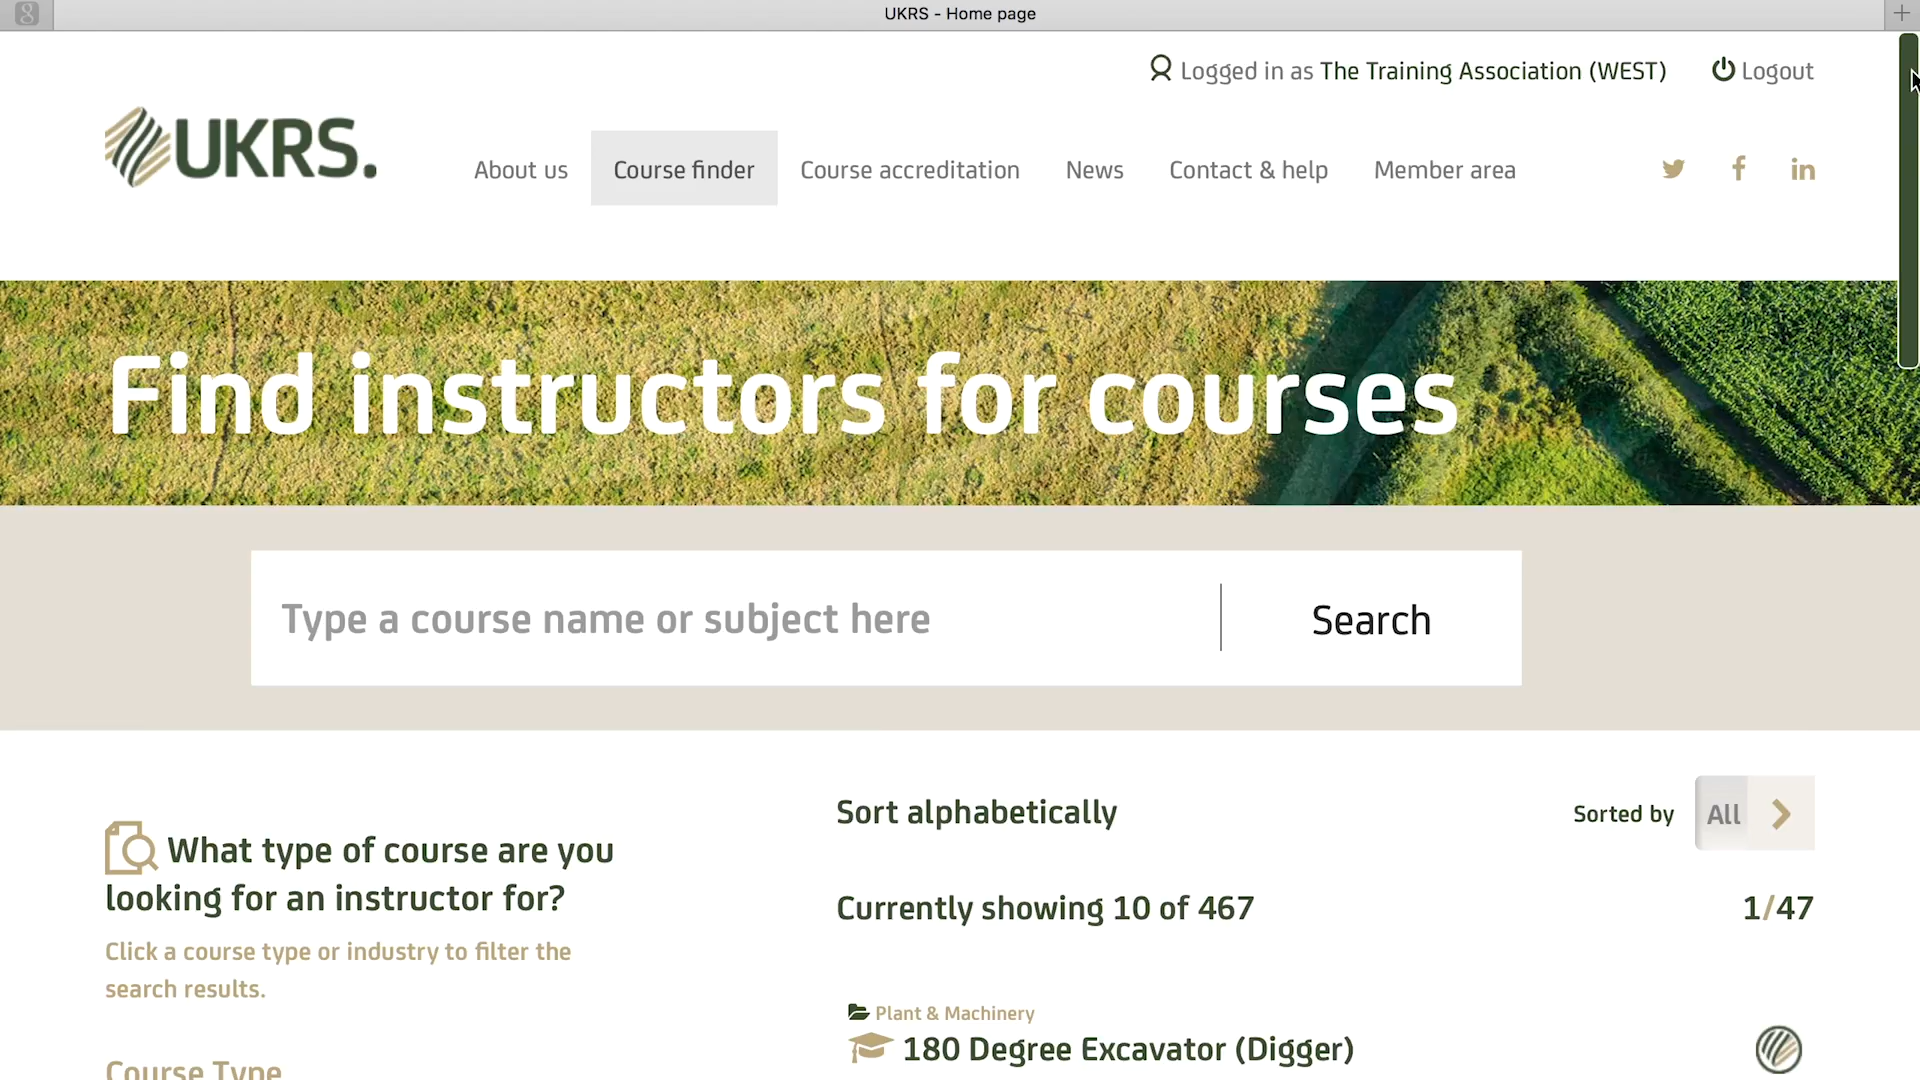 UKRS - Home page
Logged in as The Training Association (WEST)
Logout
UKRS.
About us
Course finder
Course accreditation
News
Contact & help
Member area
Find instructors for courses
Type a course name or subject here
Search
What type of course are you
looking for an instructor for?
Click a course type or industry to filter the
search results.
Course Type
Sort alphabetically
Sorted by
All
Currently showing 10 of 467
1/47
Plant & Machinery
180 Degree Excavator (Digger)